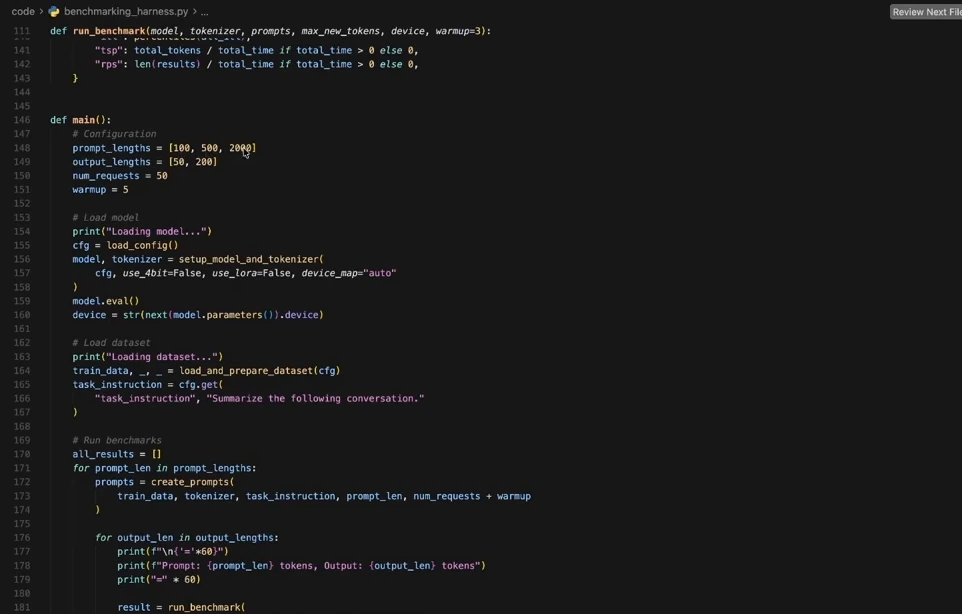 code > benchmarking_harness.py > ...
Review Next File
111 def run_benchmark(model, tokenizer, prompts, max_new_tokens, device, warmup=3):
141 "tsp": total_tokens / total_time if total_time > 0 else 0,
142 "rps": len(results) / total_time if total_time > 0 else 0,
143 }
144
145
146 def main():
147 # Configuration
148 prompt_lengths = [100, 500, 2000]
149 output_lengths = [50, 200]
150 num_requests = 50
151 warmup = 5
152
153 # Load model
154 print("Loading model...")
155 cfg = load_config()
156 model, tokenizer = setup_model_and_tokenizer(
157 cfg, use_4bit=False, use_lora=False, device_map="auto"
158 )
159 model.eval()
160 device = str(next(model.parameters()).device)
161
162 # Load dataset
163 print("Loading dataset...")
164 train_data, _, _ = load_and_prepare_dataset(cfg)
165 task_instruction = cfg.get(
166 "task_instruction", "Summarize the following conversation."
167 )
168
169 # Run benchmarks
170 all_results = []
171 for prompt_len in prompt_lengths:
172 prompts = create_prompts(
173 train_data, tokenizer, task_instruction, prompt_len, num_requests + warmup
174 )
175
176 for output_len in output_lengths:
177 print(f"\n{'='*60}")
178 print(f"Prompt: {prompt_len} tokens, Output: {output_len} tokens")
179 print("=" * 60)
180
181 result = run_benchmark(